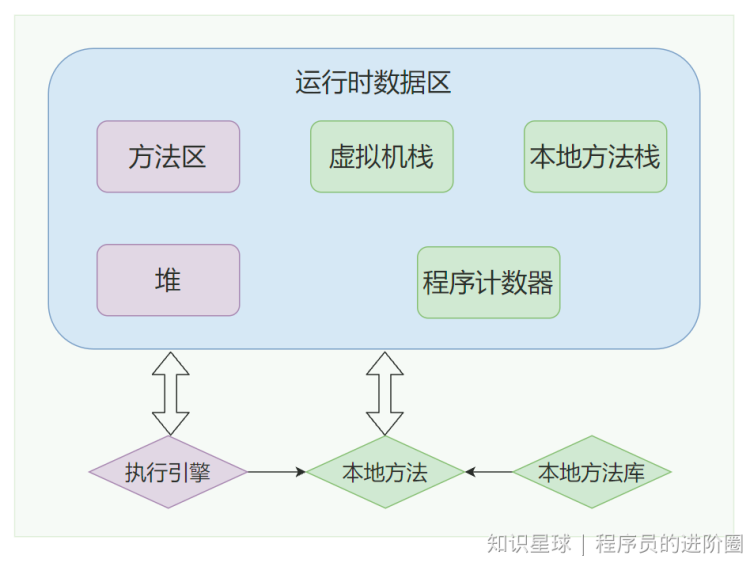 运行时数据区
方法区
虚拟机栈
本地方法栈
堆
程序计数器
执行引擎
本地方法
本地方法库
知识星球 | 程序员的进阶圈